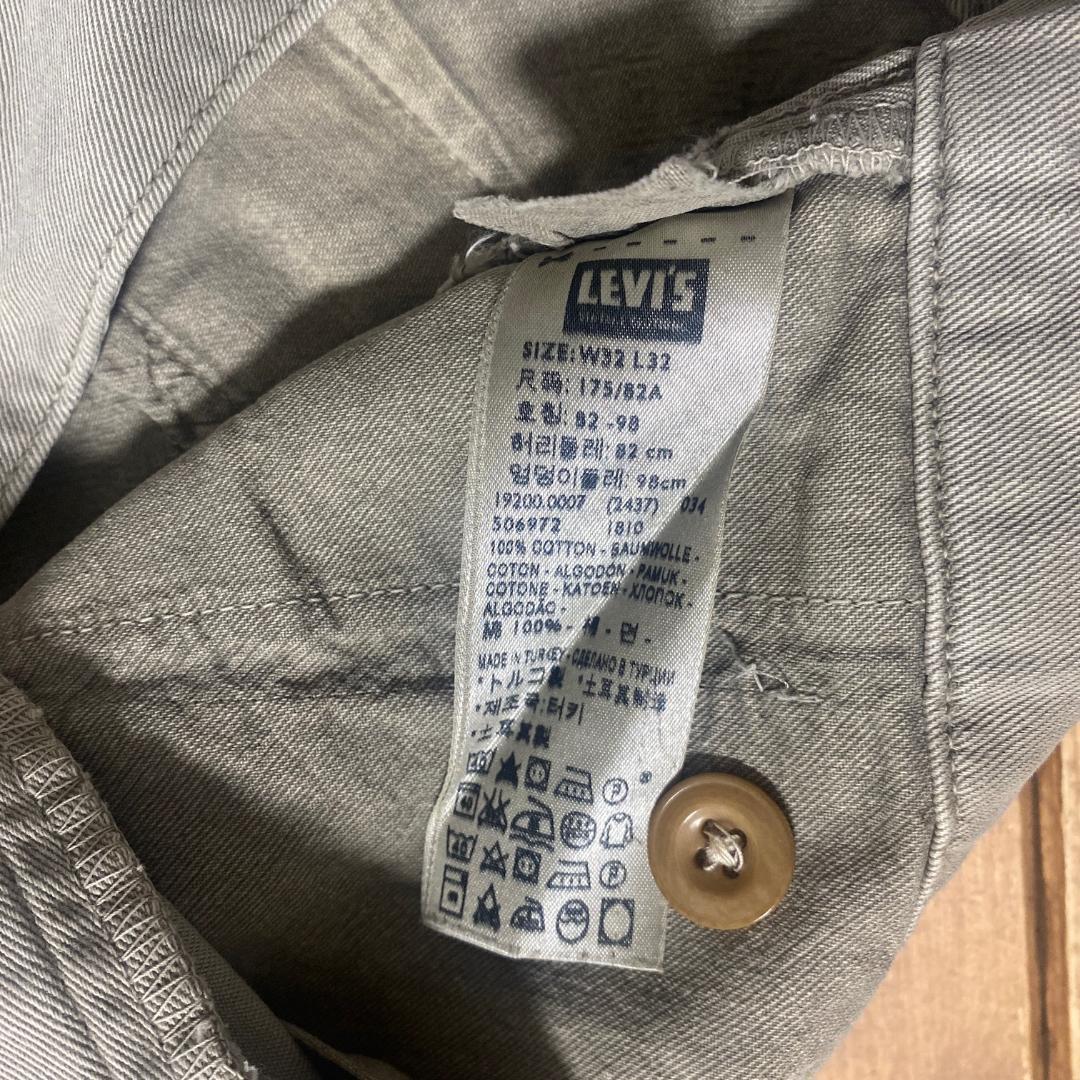 LEVI'S
SIZE: W32 L32
尺碼: 175/82A
호칭: 82 -98
허리둘레: 82 cm
엉덩이둘레: 98cm
19200.0007 (2437) 034
506972 1810
100% COTTON - BAUMWOLLE -
COTON - ALGODON - PAMUK -
COTONE - KATOEN - ХЛОПОК -
ALGODÃO -
棉 100% - - 면 -
MADE IN TURKEY - СДЕЛАНО В ТУРЦИИ
*トルコ製 *土耳其制造
*제조국:터키
*土耳其製